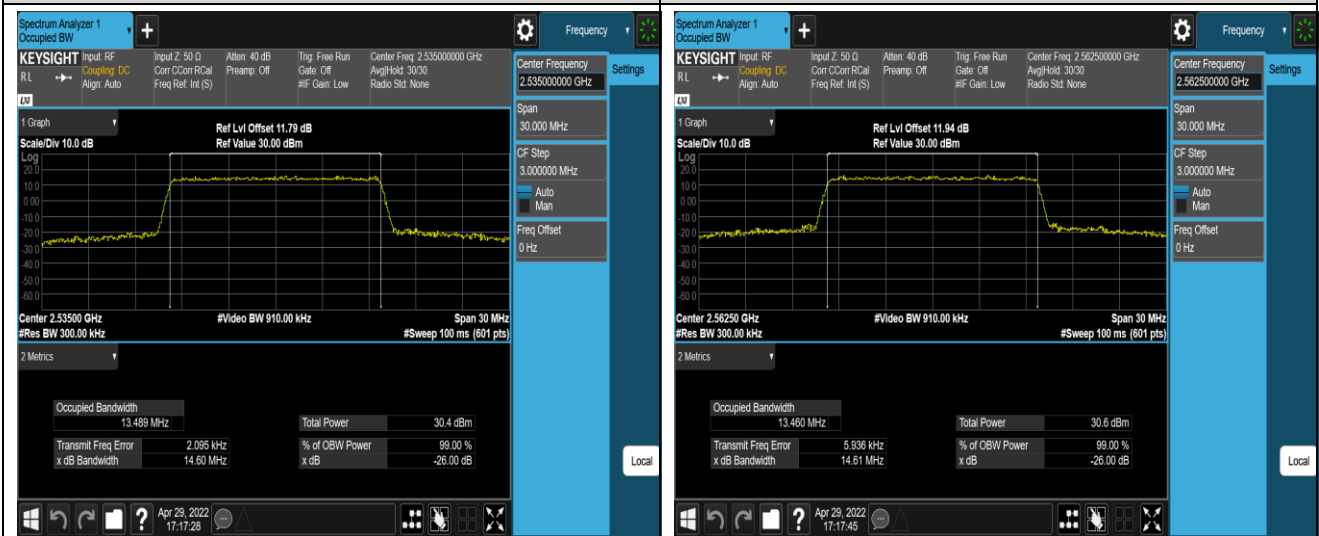 Spectrum Analyzer 1
Occupied BW
+
Frequency
KEYSIGHT
Input: RF
Input Z: 50 Ω
Atten: 40 dB
Trig: Free Run
Center Freq: 2.535000000 GHz
RL
Coupling: DC
Corr CCorr RCal
Preamp: Off
Gate: Off
Avg|Hold: 30/30
Align: Auto
Freq Ref: Int (S)
#IF Gain: Low
Radio Std: None
LXI
Center Frequency
2.535000000 GHz
Settings
Span
30.000 MHz
CF Step
3.000000 MHz
Auto
Man
Freq Offset
0 Hz
Local
1 Graph
Ref Lvl Offset 11.79 dB
Scale/Div 10.0 dB
Ref Value 30.00 dBm
Log
20.0
10.0
0.00
-10.0
-20.0
-30.0
-40.0
-50.0
-60.0
Center 2.53500 GHz
#Video BW 910.00 kHz
Span 30 MHz
#Res BW 300.00 kHz
#Sweep 100 ms (601 pts)
2 Metrics
Occupied Bandwidth
13.489 MHz
Total Power 30.4 dBm
Transmit Freq Error 2.095 kHz
% of OBW Power 99.00 %
x dB Bandwidth 14.60 MHz
x dB -26.00 dB
?
Apr 29, 2022
17:17:28
Spectrum Analyzer 1
Occupied BW
+
Frequency
KEYSIGHT
Input: RF
Input Z: 50 Ω
Atten: 40 dB
Trig: Free Run
Center Freq: 2.562500000 GHz
RL
Coupling: DC
Corr CCorr RCal
Preamp: Off
Gate: Off
Avg|Hold: 30/30
Align: Auto
Freq Ref: Int (S)
#IF Gain: Low
Radio Std: None
LXI
Center Frequency
2.562500000 GHz
Settings
Span
30.000 MHz
CF Step
3.000000 MHz
Auto
Man
Freq Offset
0 Hz
Local
1 Graph
Ref Lvl Offset 11.94 dB
Scale/Div 10.0 dB
Ref Value 30.00 dBm
Log
20.0
10.0
0.00
-10.0
-20.0
-30.0
-40.0
-50.0
-60.0
Center 2.56250 GHz
#Video BW 910.00 kHz
Span 30 MHz
#Res BW 300.00 kHz
#Sweep 100 ms (601 pts)
2 Metrics
Occupied Bandwidth
13.460 MHz
Total Power 30.6 dBm
Transmit Freq Error 5.936 kHz
% of OBW Power 99.00 %
x dB Bandwidth 14.61 MHz
x dB -26.00 dB
?
Apr 29, 2022
17:17:45